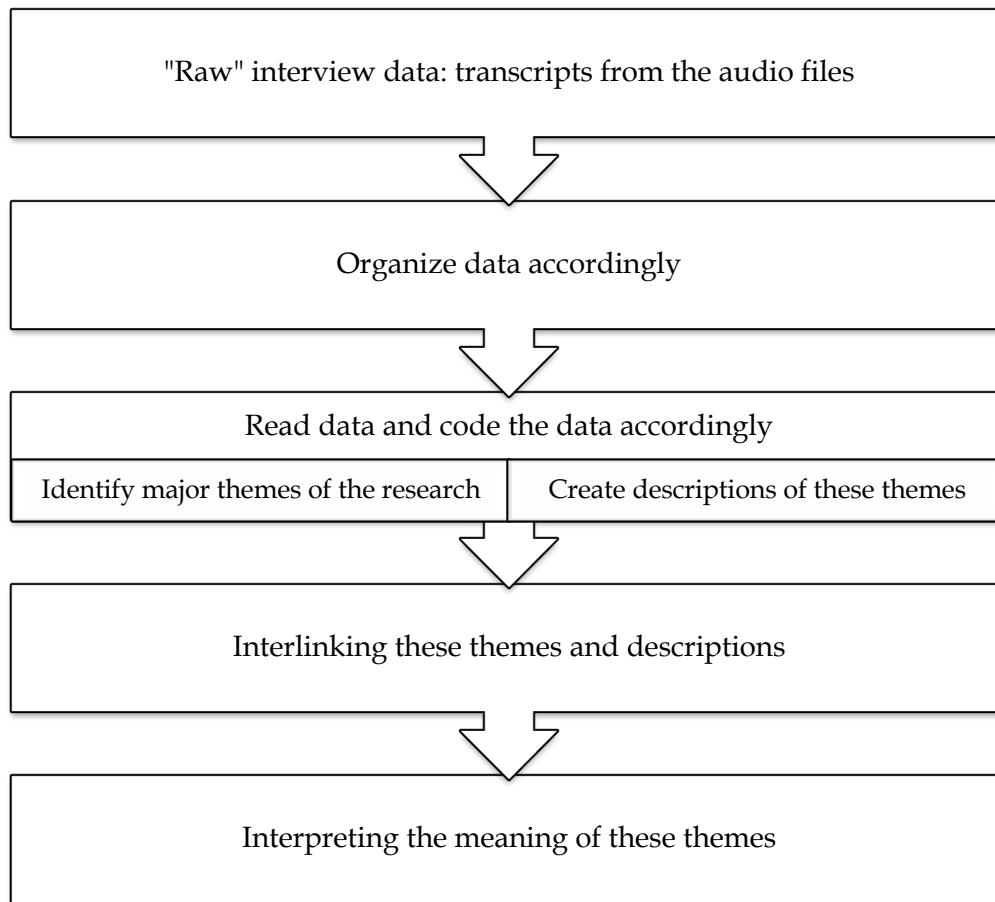 "Raw" interview data: transcripts from the audio files
Organize data accordingly
Read data and code the data accordingly
Identify major themes of the research
Create descriptions of these themes
Interlinking these themes and descriptions
Interpreting the meaning of these themes